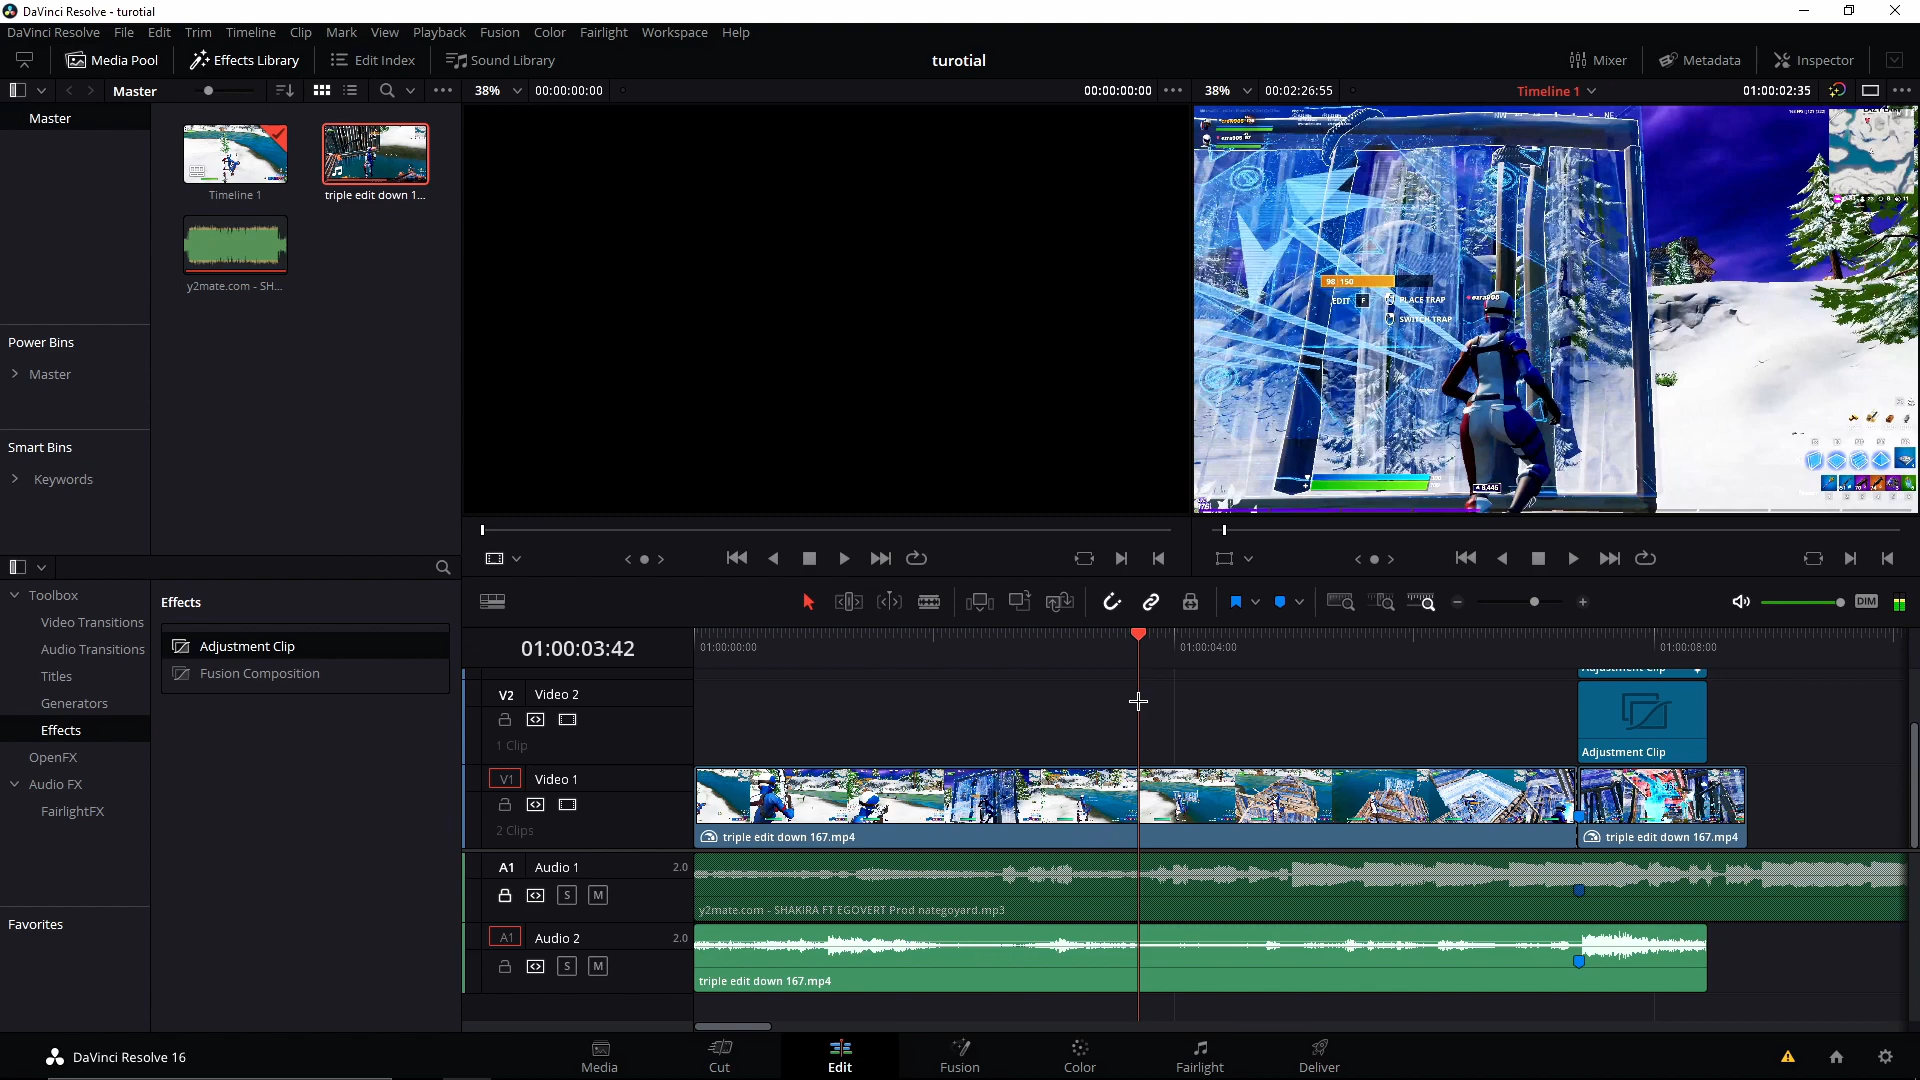 DaVinci Resolve - turotial
DaVinci Resolve File Edit Trim Timeline Clip Mark View Playback Fusion Color Fairlight Workspace Help
Media Pool Effects Library Edit Index Sound Library turotial Mixer Metadata Inspector
Master 38% 00:00:00:00 00:00:00:00 38% 00:02:26:55 Timeline 1 01:00:02:35
Master
Timeline 1
triple edit down 1...
y2mate.com - SH...
Power Bins
Master
Smart Bins
Keywords
NE
98 150
EDIT F PLACE TRAP
SWITCH TRAP
Toolbox
Video Transitions
Audio Transitions
Titles
Generators
Effects
OpenFX
Audio FX
FairlightFX
Favorites
Effects
Adjustment Clip
Fusion Composition
DIM
01:00:03:42
01:00:00:00 01:00:04:00 01:00:08:00
Adjustment Clip
V2 Video 2
1 Clip
Adjustment Clip
V1 Video 1
2 Clips
triple edit down 167.mp4 triple edit down 167.mp4
A1 Audio 1 2.0
S M
y2mate.com - SHAKIRA FT EGOVERT Prod nategoyard.mp3
A1 Audio 2 2.0
S M
triple edit down 167.mp4
DaVinci Resolve 16
Media Cut Edit Fusion Color Fairlight Deliver